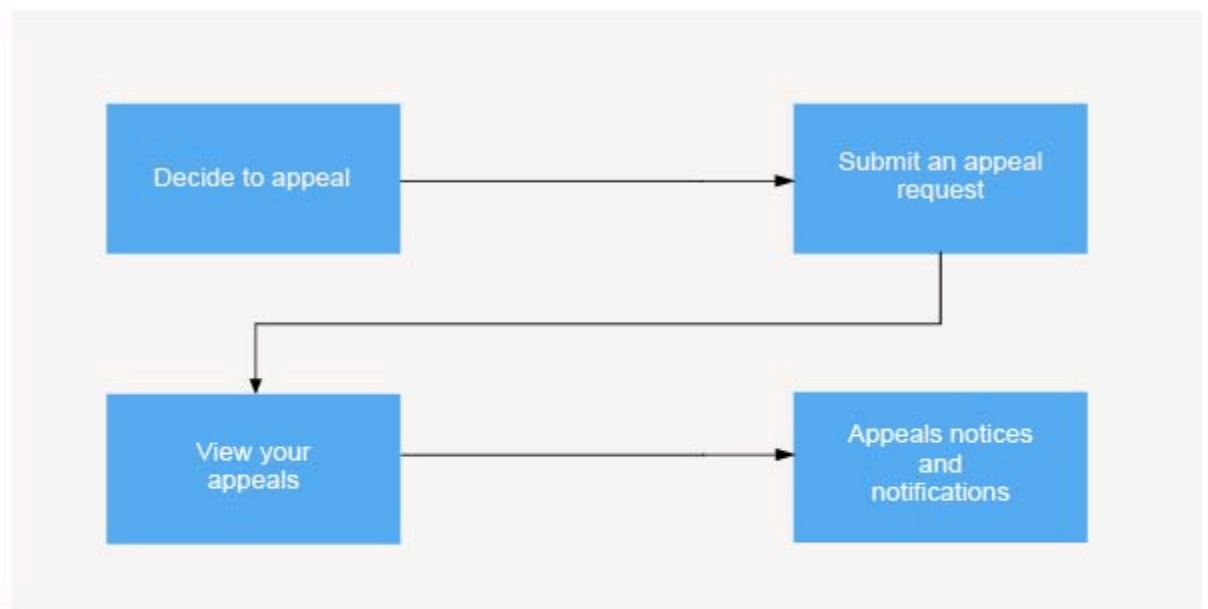 Decide to appeal
Submit an appeal
request
View your
appeals
Appeals notices
and
notifications